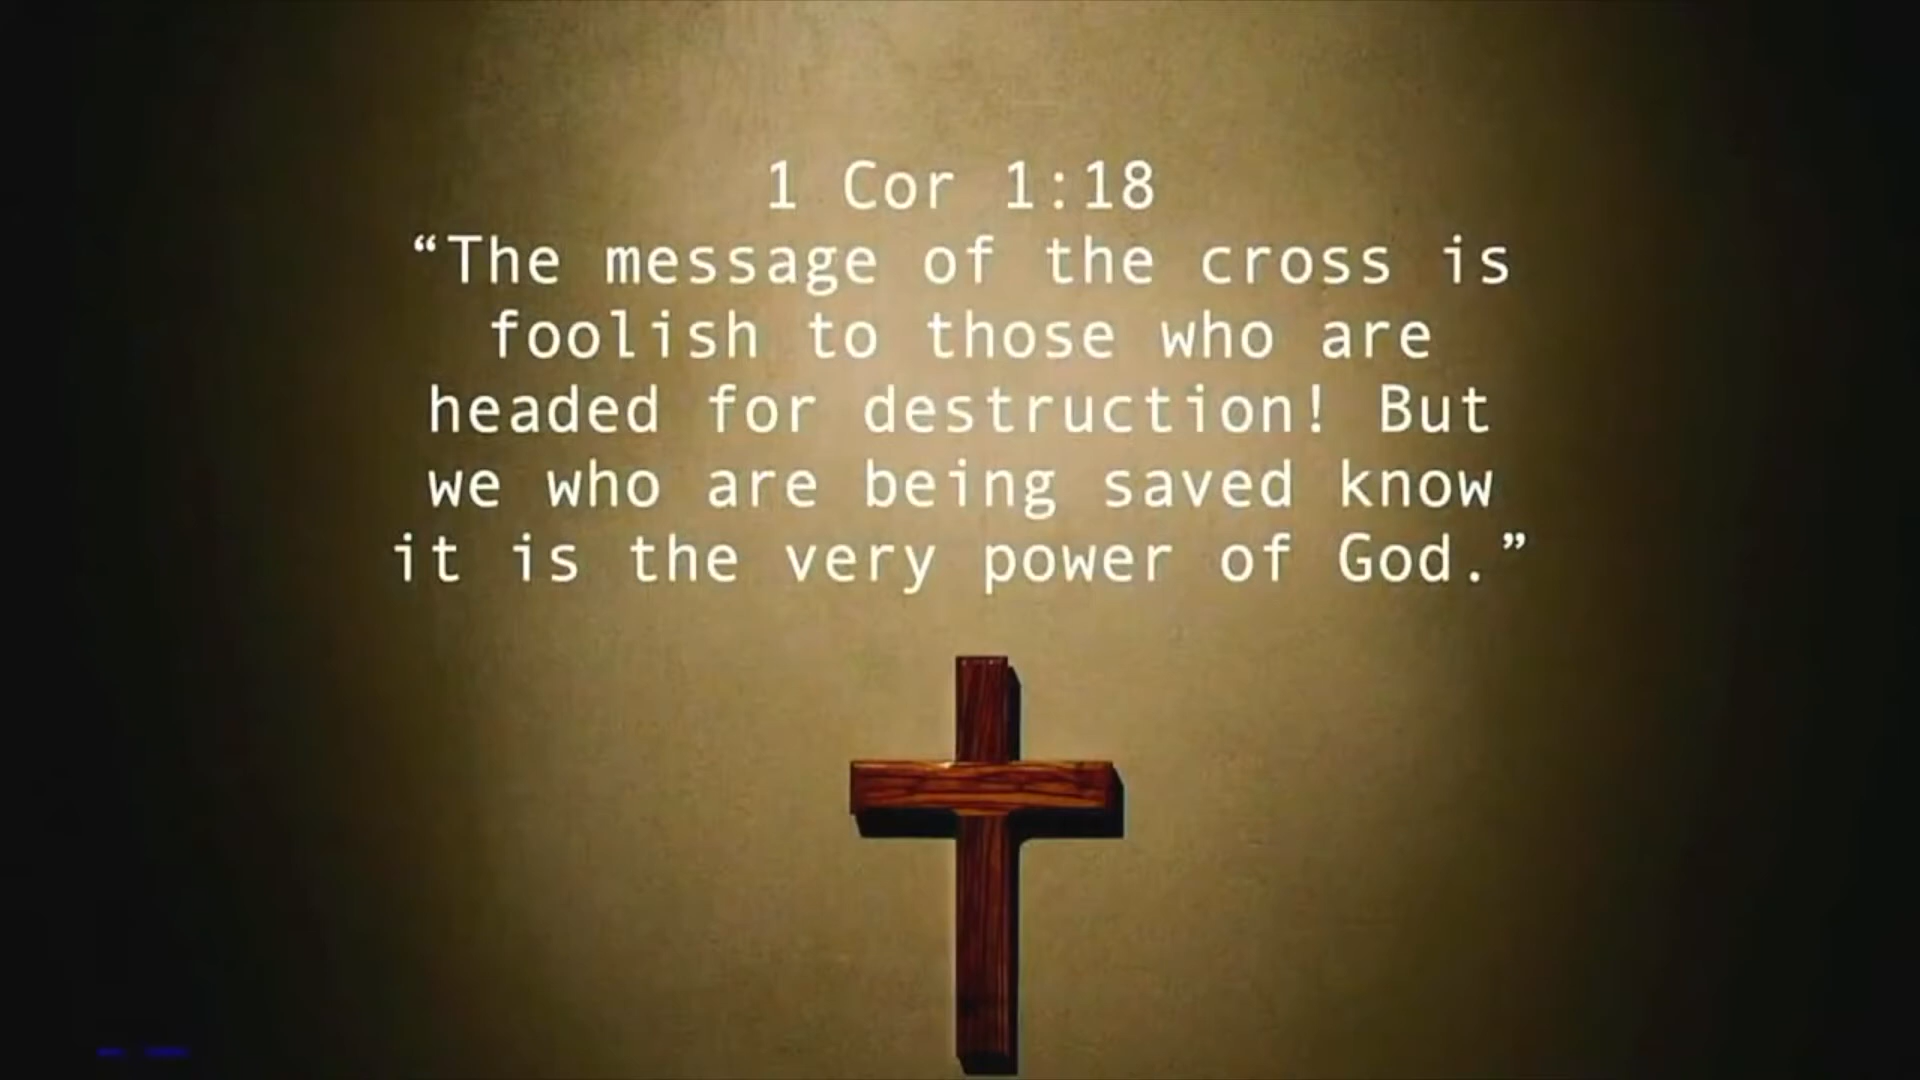 1 Cor 1:18
“The message of the cross is
foolish to those who are
headed for destruction! But
we who are being saved know
it is the very power of God.”